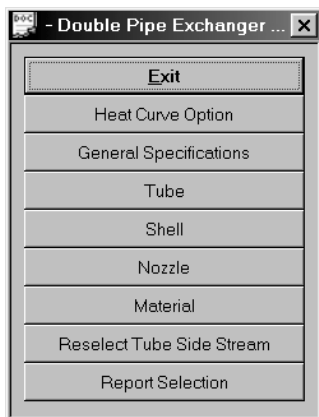 - Double Pipe Exchanger ...
Exit
Heat Curve Option
General Specifications
Tube
Shell
Nozzle
Material
Reselect Tube Side Stream
Report Selection